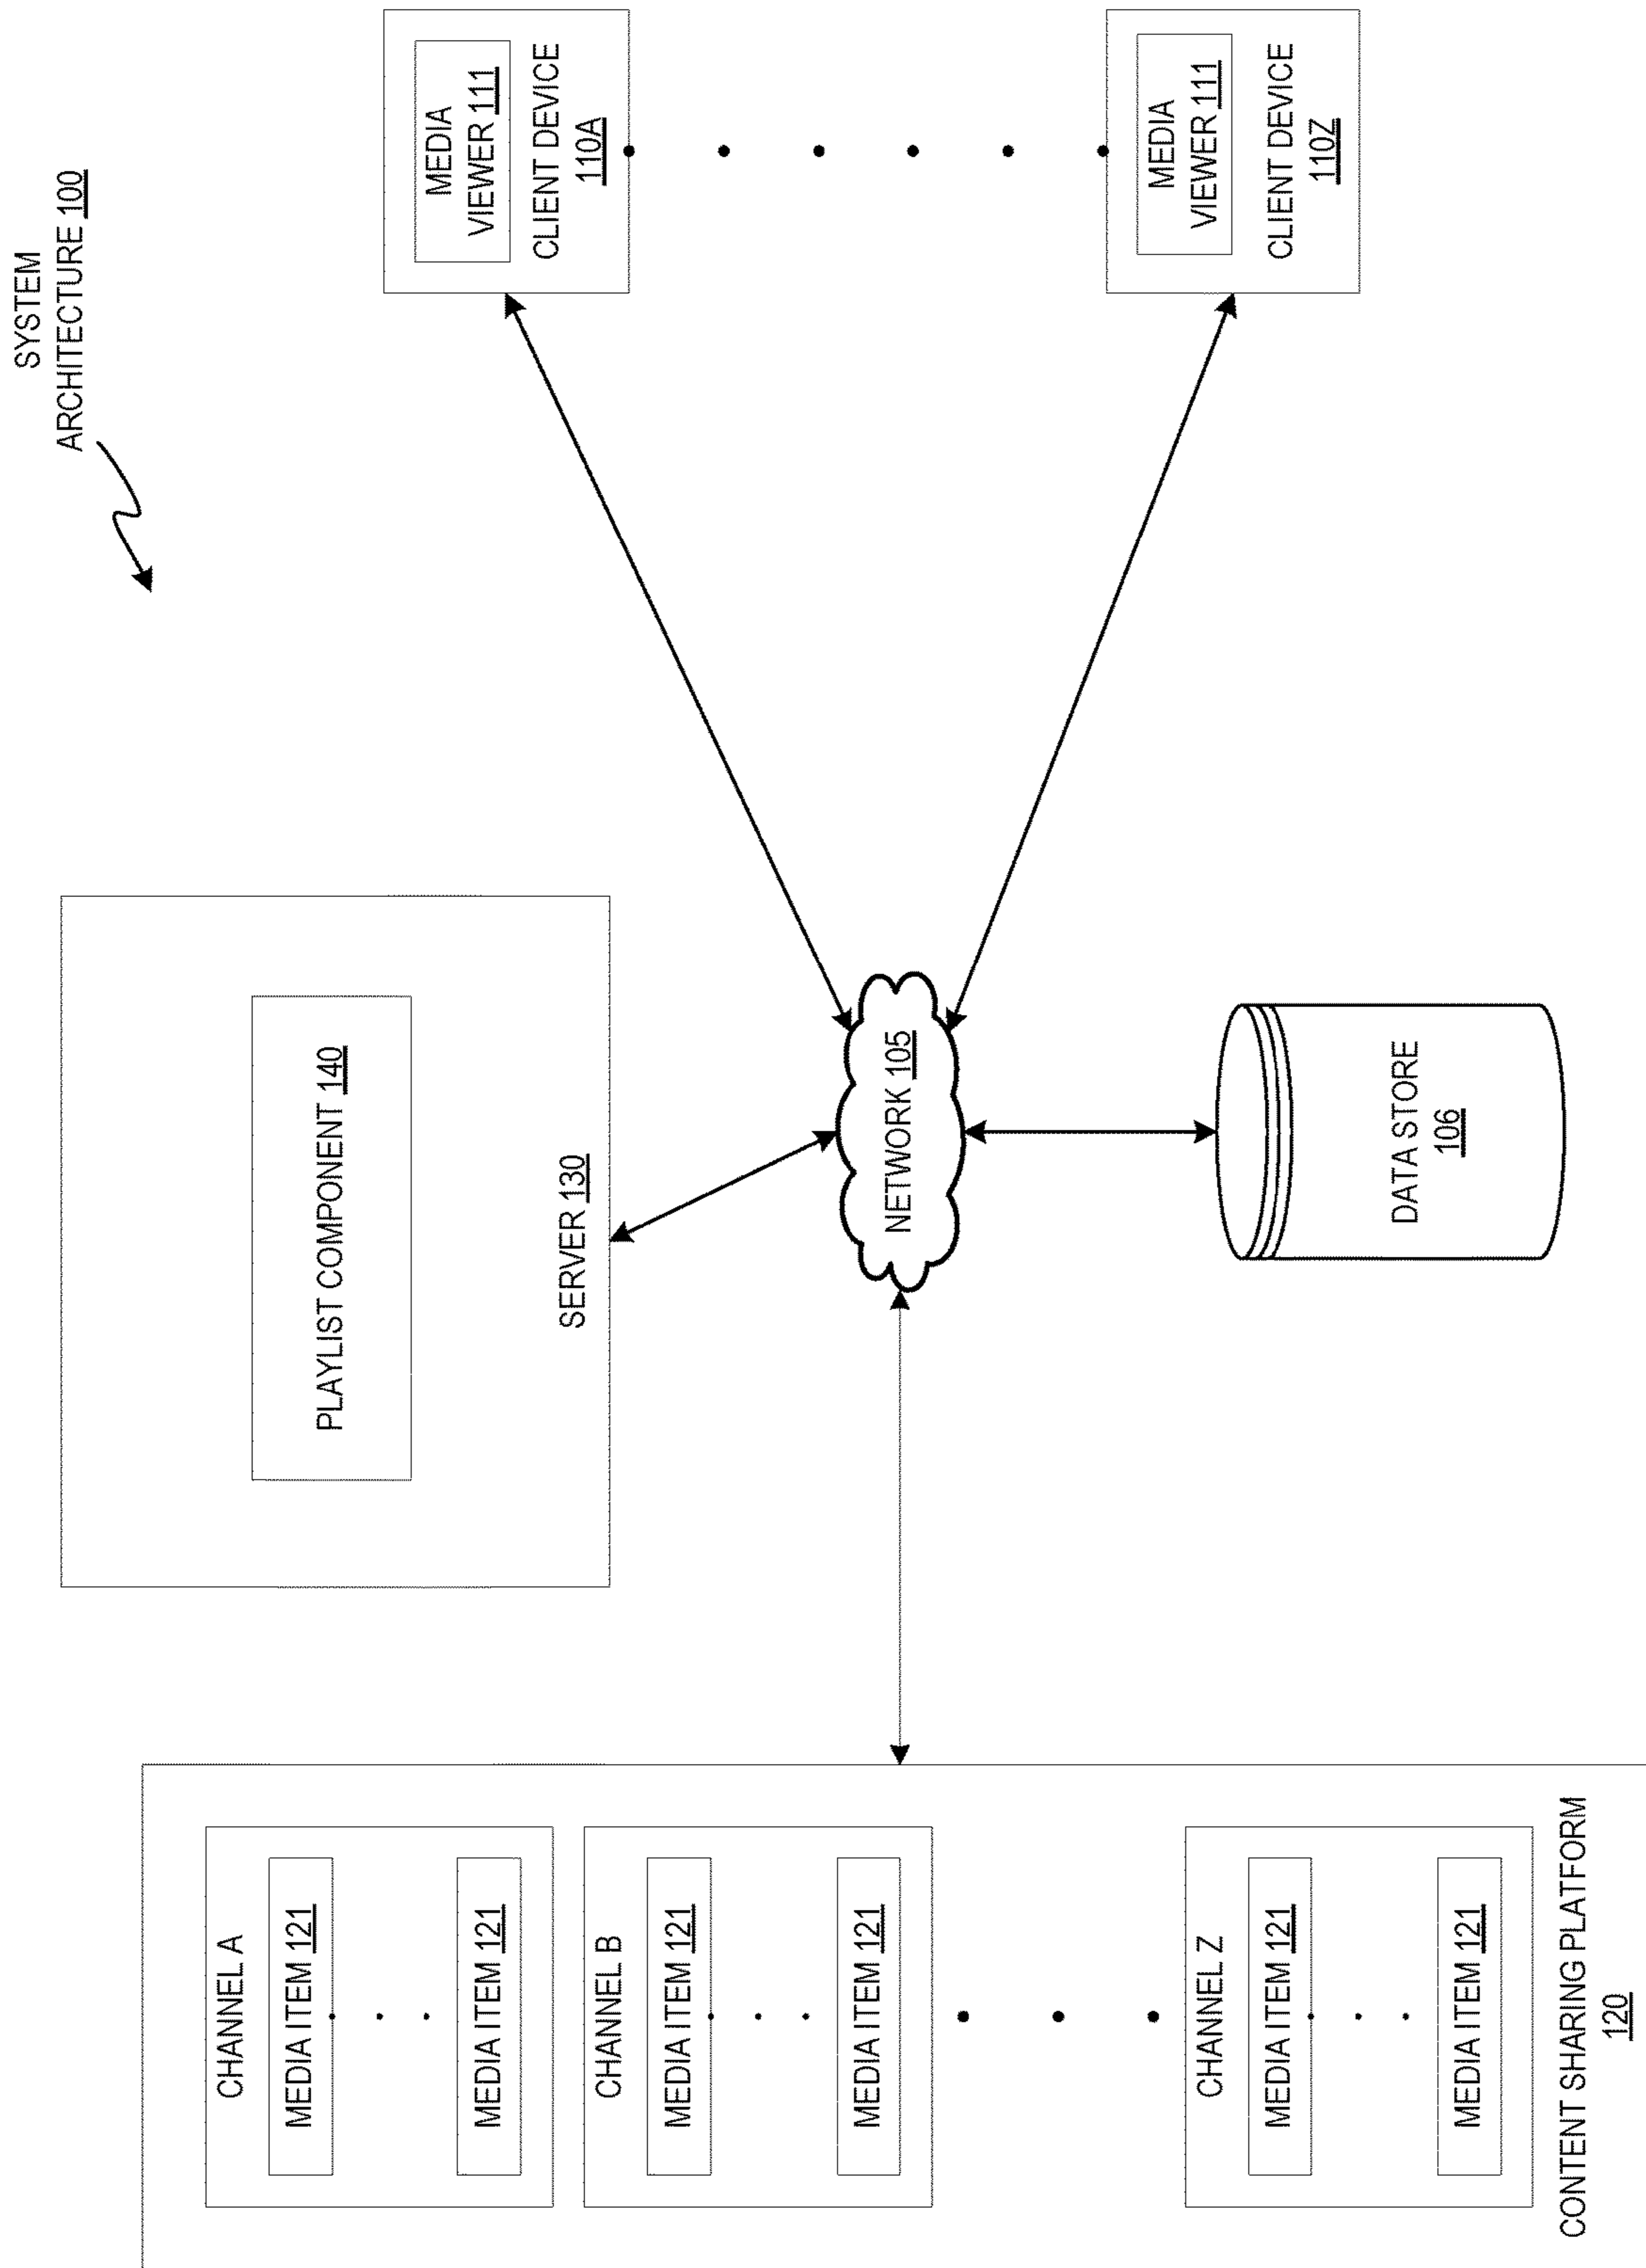 SYSTEM
ARCHITECTURE 100
CHANNEL A
MEDIA ITEM 121
MEDIA ITEM 121
CHANNEL B
MEDIA ITEM 121
MEDIA ITEM 121
CHANNEL Z
MEDIA ITEM 121
MEDIA ITEM 121
CONTENT SHARING PLATFORM
120
PLAYLIST COMPONENT 140
SERVER 130
NETWORK 105
DATA STORE
106
MEDIA
VIEWER 111
CLIENT DEVICE
110A
MEDIA
VIEWER 111
CLIENT DEVICE
110Z